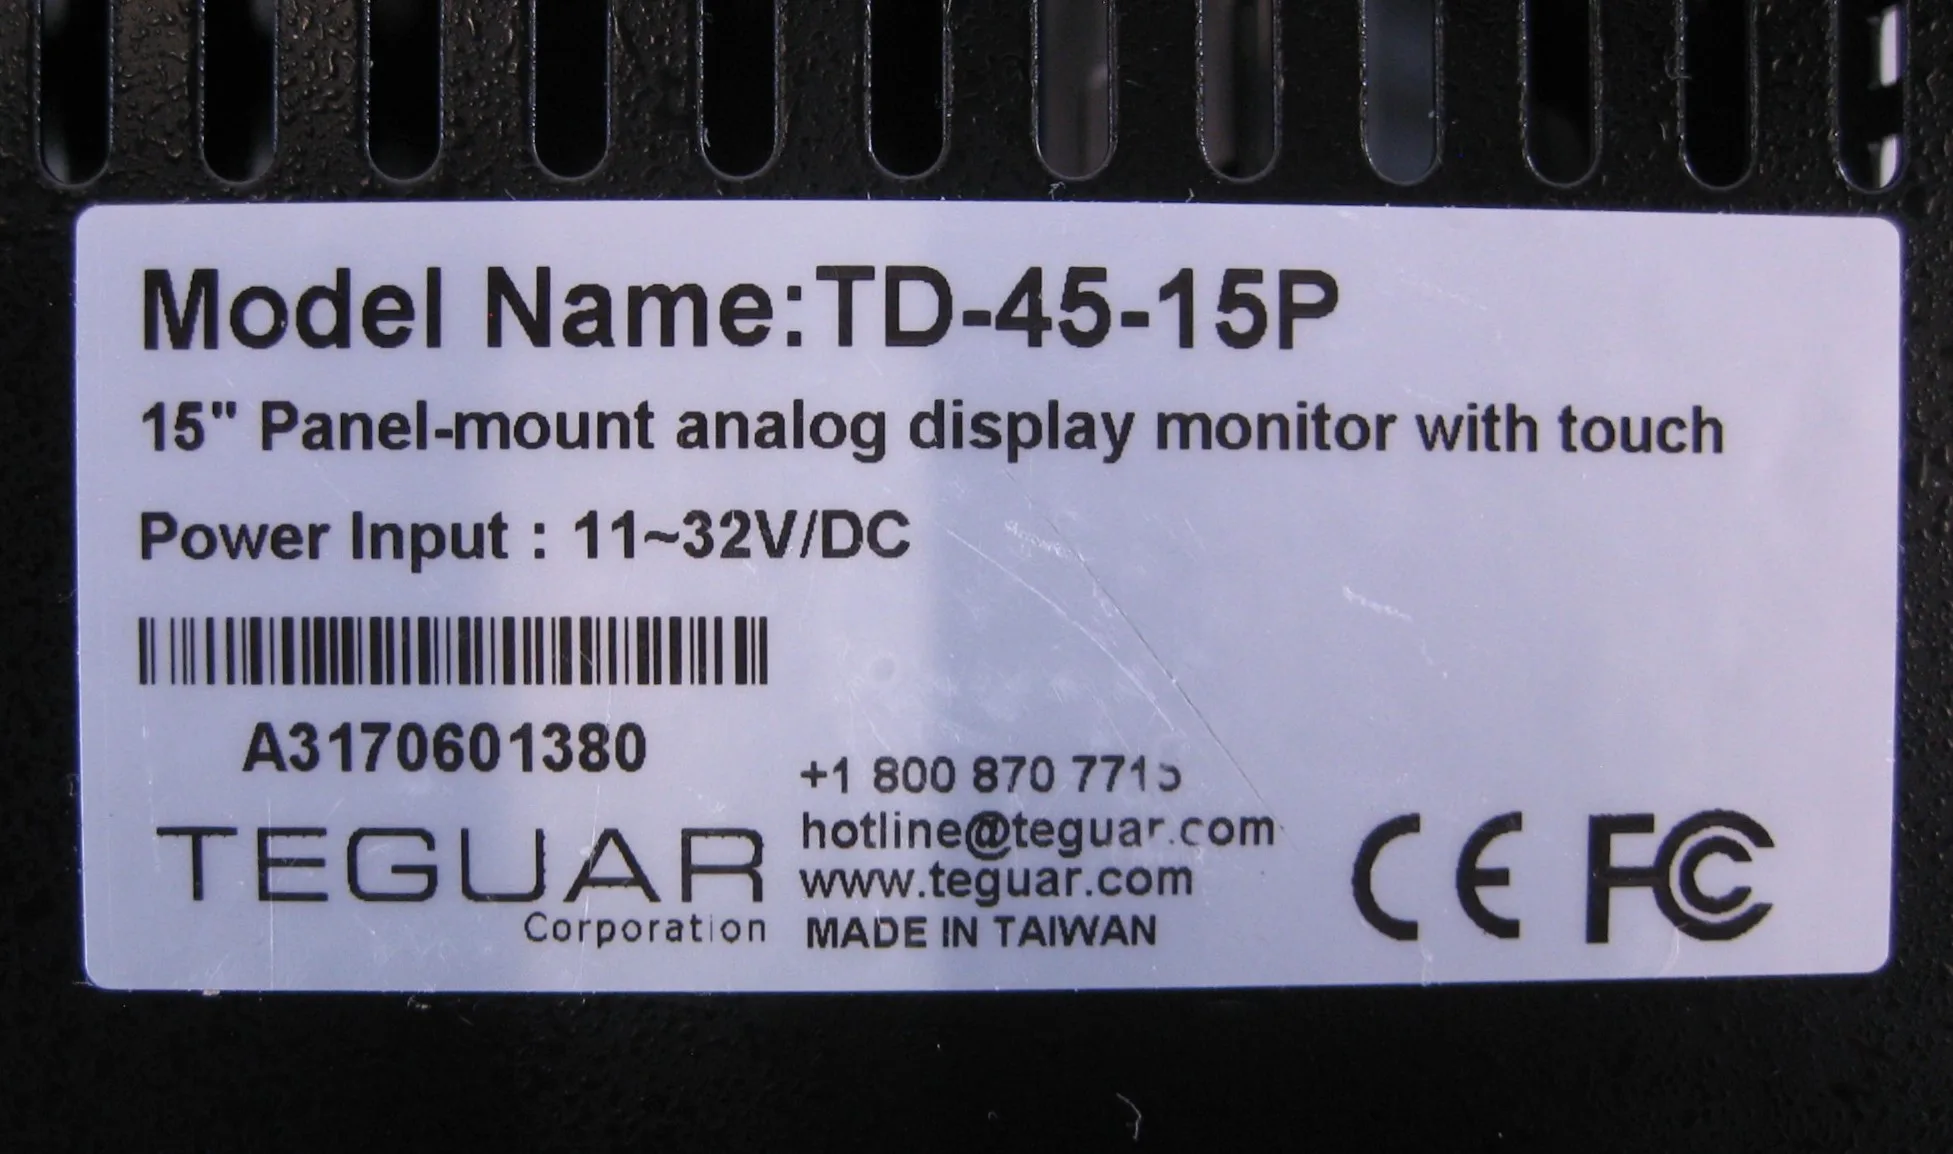 Model Name:TD-45-15P
15" Panel-mount analog display monitor with touch
Power Input : 11~32V/DC
A3170601380
+1 800 870 7715
hotline@teguar.com
www.teguar.com
MADE IN TAIWAN
TEGUAR
Corporation
CE FC